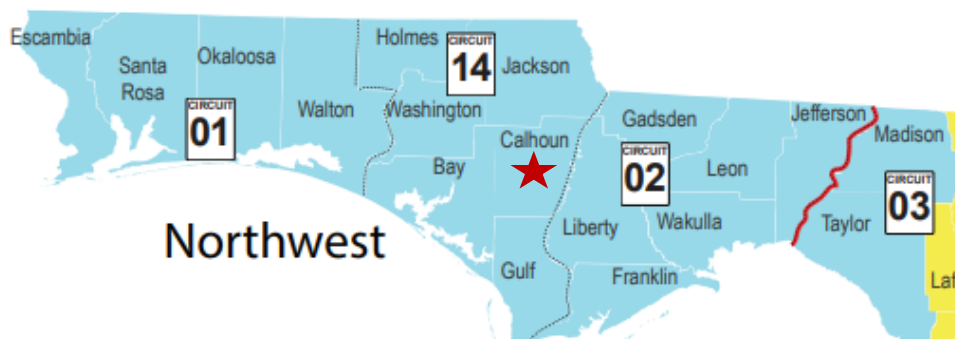 Escambia
Santa
Rosa
Okaloosa
CIRCUIT
01
Walton
Holmes
CIRCUIT
14
Jackson
Washington
Calhoun
Bay
Gulf
Gadsden
CIRCUIT
02
Leon
Liberty
Wakulla
Franklin
Jefferson
Madison
CIRCUIT
03
Taylor
Laf
Northwest